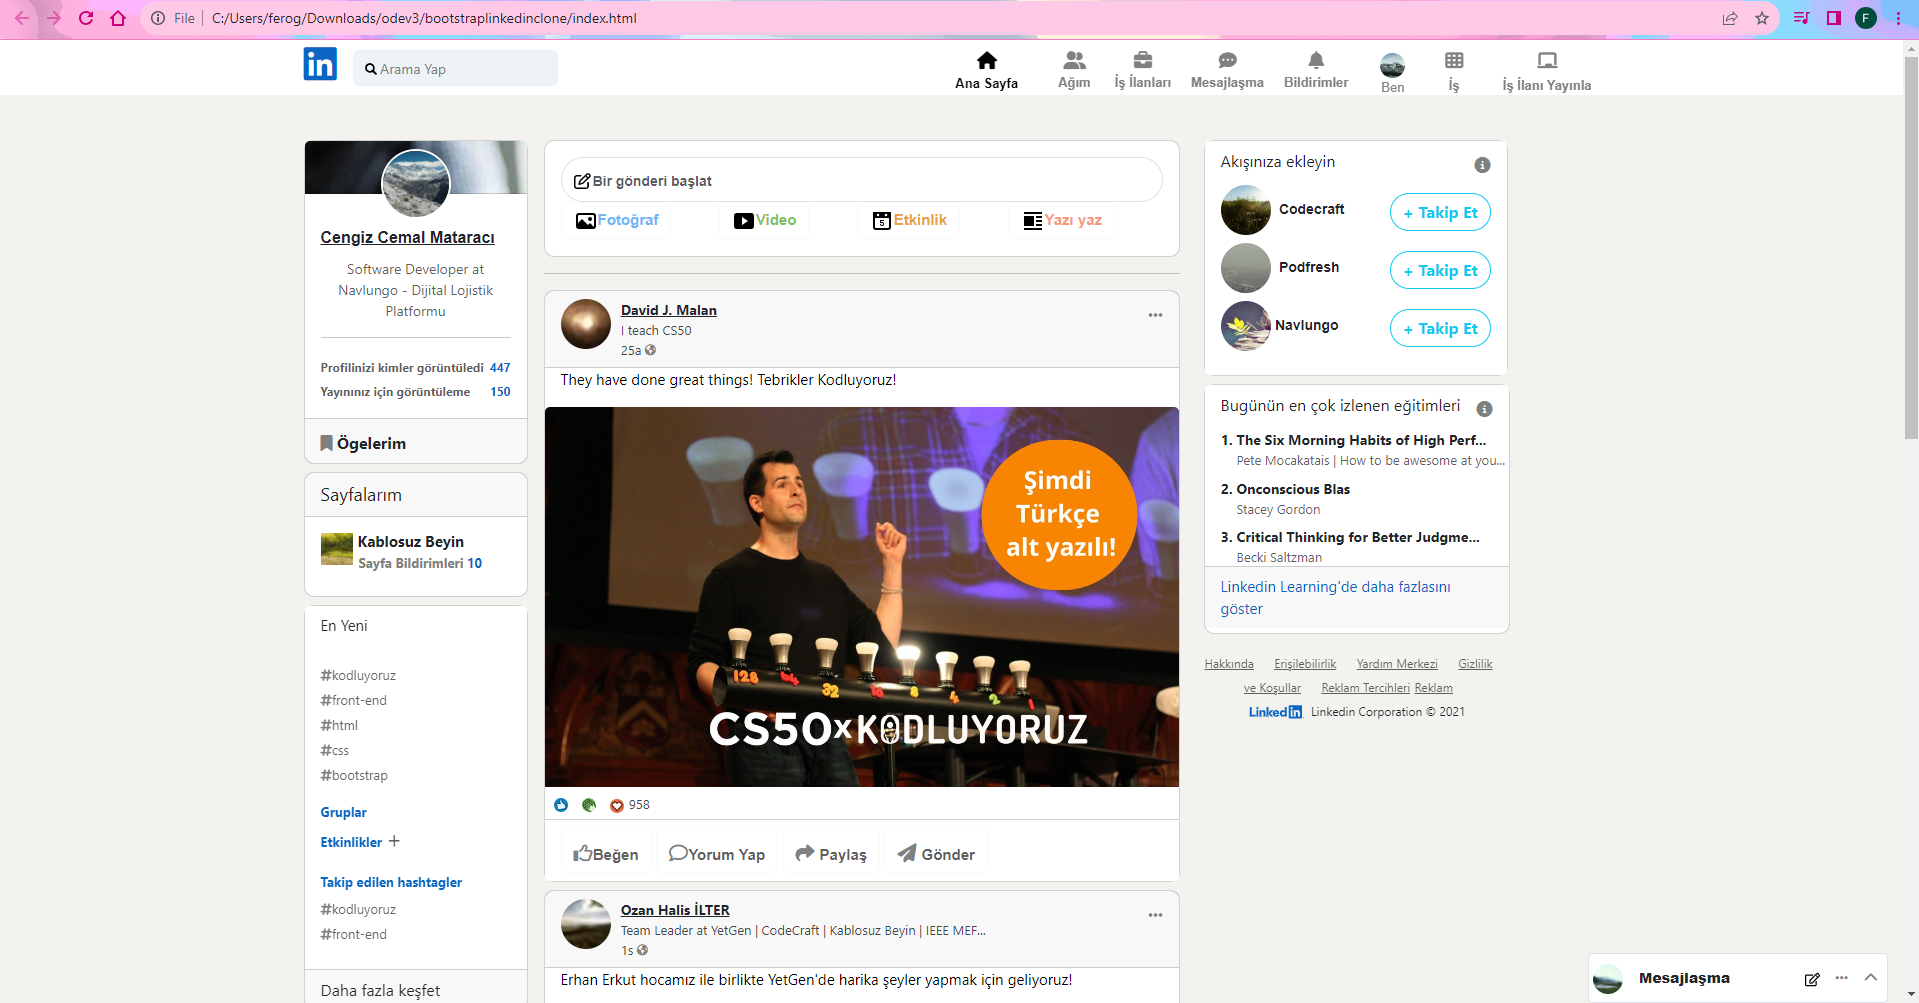 File
C:/Users/ferog/Downloads/odev3/bootstraplinkedinclone/index.html
F
in
Arama Yap
Ana Sayfa
Ağım
İş İlanları
Mesajlaşma
Bildirimler
Ben
İş
İş İlanı Yayınla
Cengiz Cemal Mataracı
Software Developer at
Navlungo - Dijital Lojistik
Platformu
Profilinizi kimler görüntüledi 447
Yayınınız için görüntüleme 150
Ögelerim
Sayfalarım
Kablosuz Beyin
Sayfa Bildirimleri 10
En Yeni
#kodluyoruz
#front-end
#html
#css
#bootstrap
Gruplar
Etkinlikler +
Takip edilen hashtagler
#kodluyoruz
#front-end
Daha fazla keşfet
Bir gönderi başlat
Fotoğraf
Video
5
Etkinlik
Yazı yaz
David J. Malan
I teach CS50
25a
They have done great things! Tebrikler Kodluyoruz!
Şimdi
Türkçe
alt yazılı!
128 64 32 16 8 4 2 1
CS50xKODLUYORUZ
958
Beğen
Yorum Yap
Paylaş
Gönder
Ozan Halis İLTER
Team Leader at YetGen | CodeCraft | Kablosuz Beyin | IEEE MEF...
1s
Erhan Erkut hocamız ile birlikte YetGen'de harika şeyler yapmak için geliyoruz!
Akışınıza ekleyin
Codecraft
+ Takip Et
Podfresh
+ Takip Et
Navlungo
+ Takip Et
Bugünün en çok izlenen eğitimleri
1. The Six Morning Habits of High Perf...
Pete Mocakatais | How to be awesome at you...
2. Onconscious Blas
Stacey Gordon
3. Critical Thinking for Better Judgme...
Becki Saltzman
Linkedin Learning'de daha fazlasını
göster
Hakkında Erişilebilirlik Yardım Merkezi Gizlilik
ve Koşullar Reklam Tercihleri Reklam
Linkedin Linkedin Corporation © 2021
Mesajlaşma